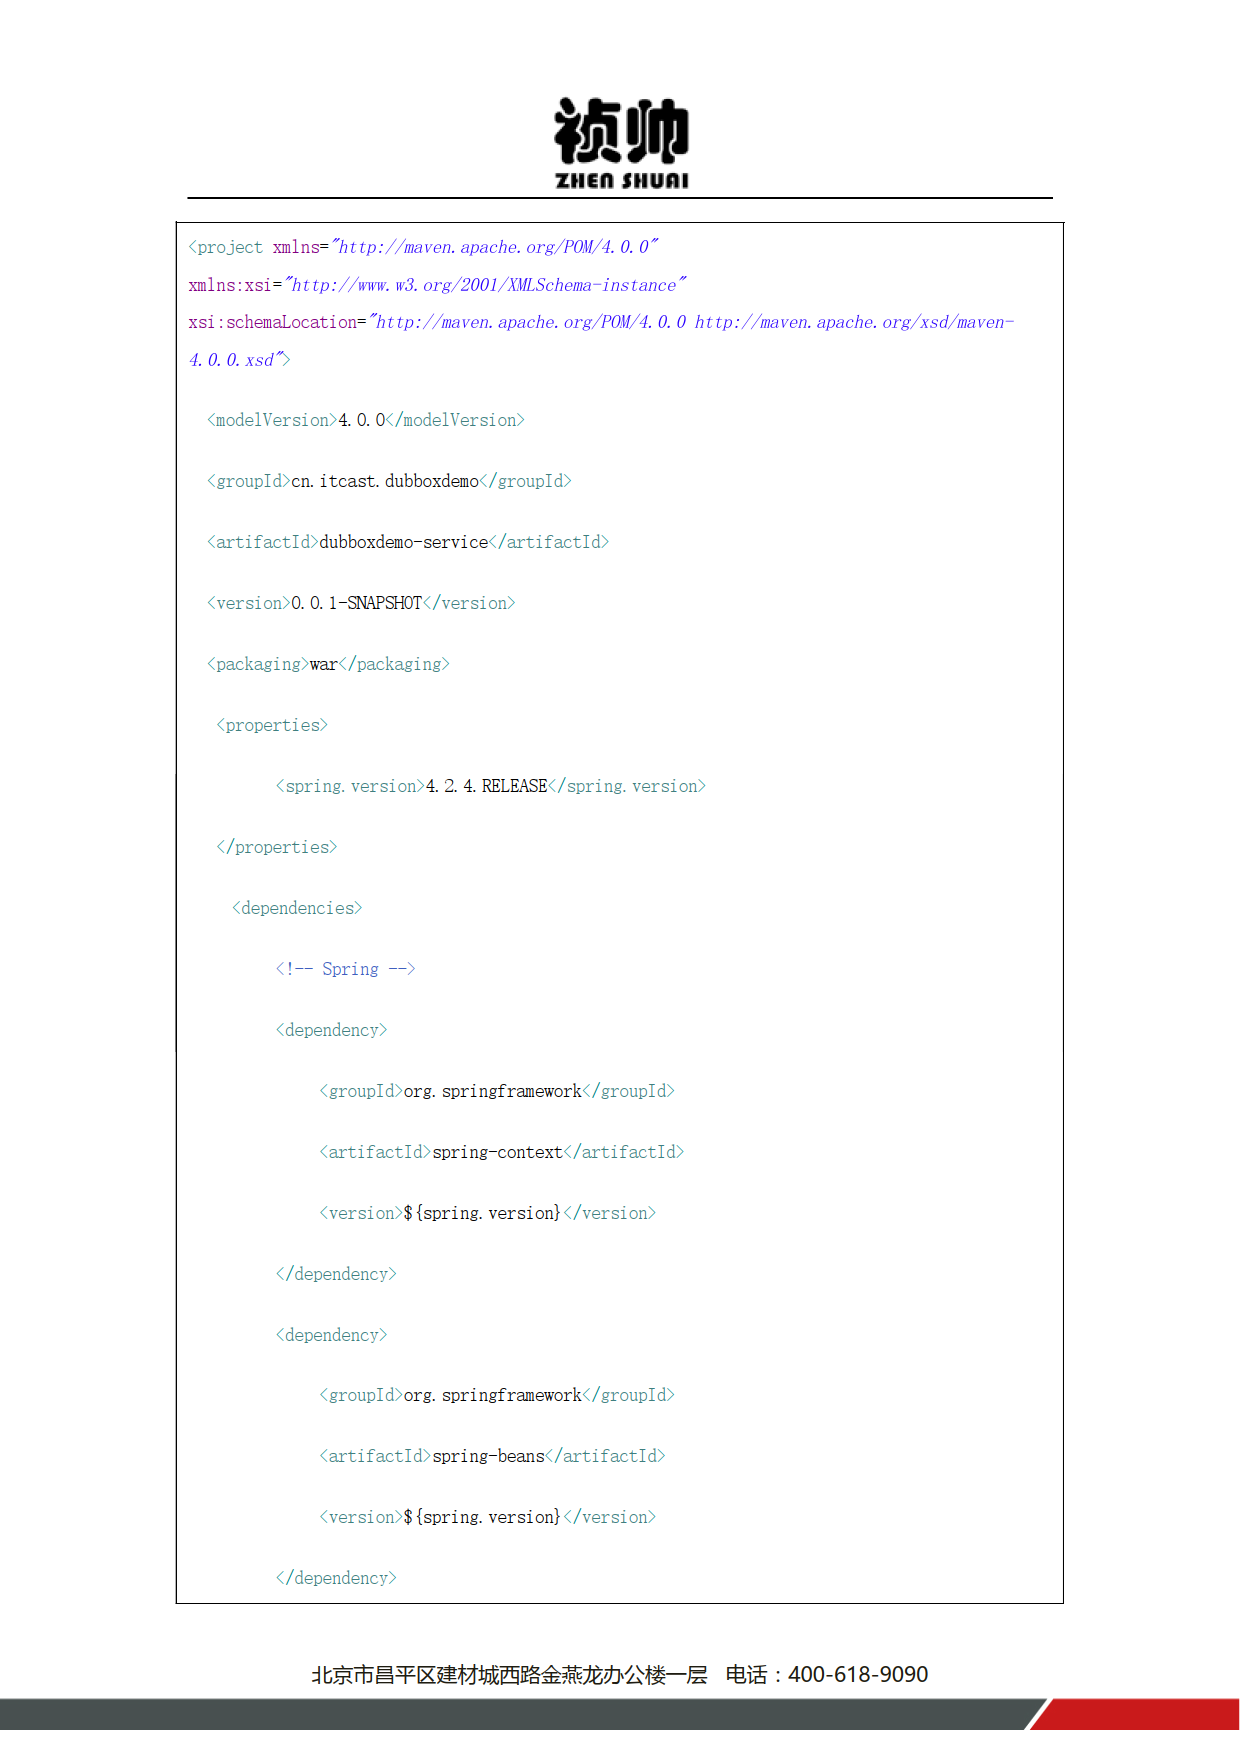 祯帅
ZHEN SHUAI
<project xmlns="http://maven.apache.org/POM/4.0.0"
xmlns:xsi="http://www.w3.org/2001/XMLSchema-instance"
xsi:schemaLocation="http://maven.apache.org/POM/4.0.0 http://maven.apache.org/xsd/maven-
4.0.0.xsd">
<modelVersion>4.0.0</modelVersion>
<groupId>cn.itcast.dubboxdemo</groupId>
<artifactId>dubboxdemo-service</artifactId>
<version>0.0.1-SNAPSHOT</version>
<packaging>war</packaging>
<properties>
<spring.version>4.2.4.RELEASE</spring.version>
</properties>
<dependencies>
<!-- Spring -->
<dependency>
<groupId>org.springframework</groupId>
<artifactId>spring-context</artifactId>
<version>${spring.version}</version>
</dependency>
<dependency>
<groupId>org.springframework</groupId>
<artifactId>spring-beans</artifactId>
<version>${spring.version}</version>
</dependency>
北京市昌平区建材城西路金燕龙办公楼一层 电话：400-618-9090